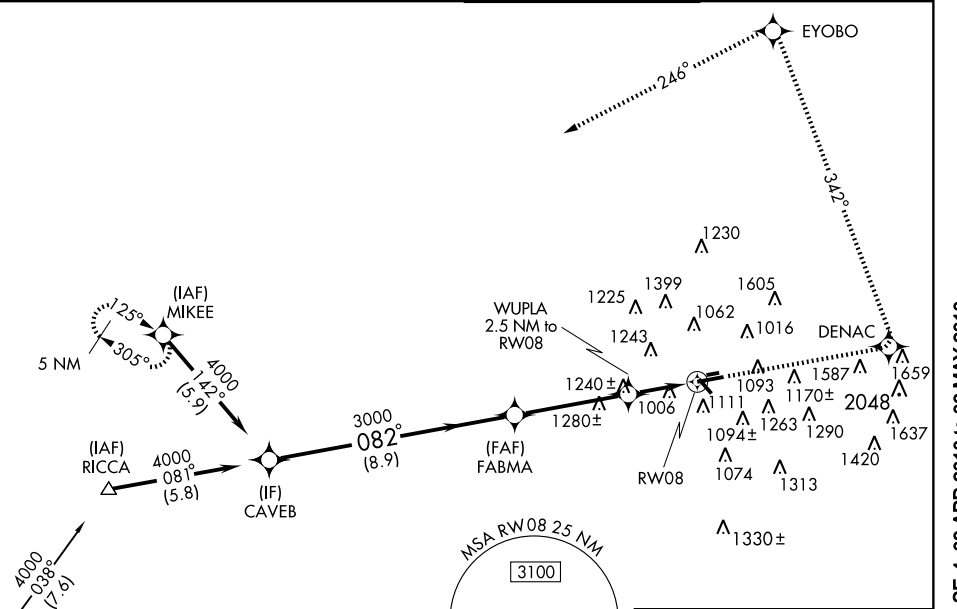 EYOBO
246°
342°
1230
(IAF)
MIKEE
125°
305°
5 NM
4000
142°
(5.9)
1225
1399
1605
WUPLA
2.5 NM to
RW08
1062
1016
DENAC
1243
1240±
1280±
1006
1093
1587
1659
1111
1170±
2048
1094±
1263
1290
1637
3000
082°
(8.9)
(FAF)
FABMA
RW08
1074
1313
1420
(IAF)
RICCA
4000
081°
(5.8)
(IF)
CAVEB
1330±
MSA RW08 25 NM
3100
4000
038°
(7.6)